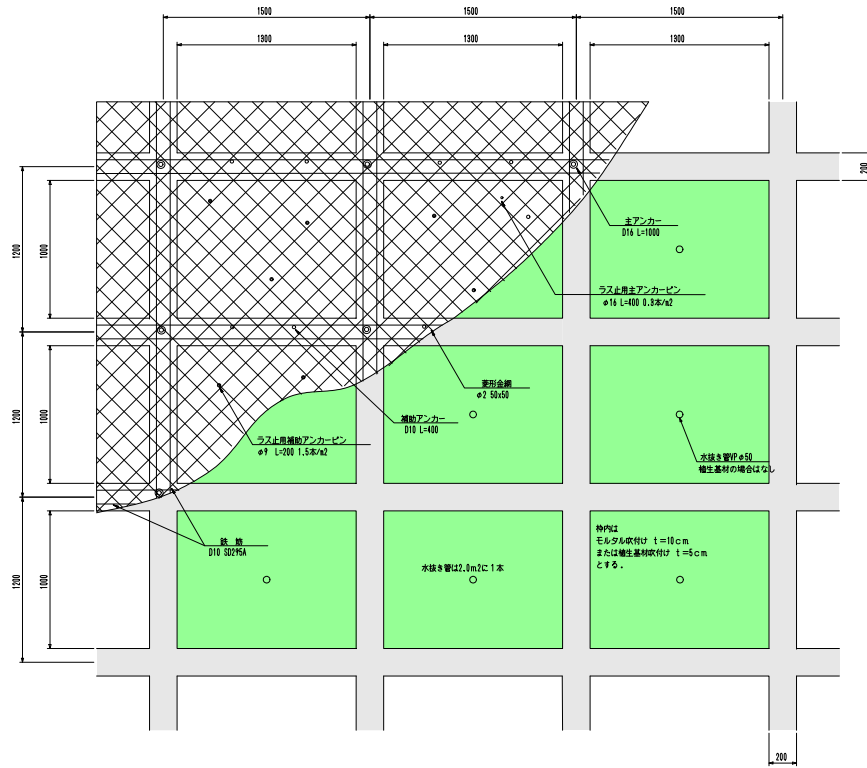 1500
1500
1500
1300
1300
1300
200
1200
1000
主アンカー
D16 L=1000
ラス止用主アンカーピン
φ16 L=400 0.3本/m2
1200
1000
菱形金網
φ2 50x50
補助アンカー
D10 L=400
ラス止用補助アンカーピン
φ9 L=200 1.5本/m2
水抜き管VPφ50
植生基材の場合はなし
鉄 筋
D10 SD295A
1200
1000
枠内は
モルタル吹付け t=10cm
または植生基材吹付け t=5cm
とする。
水抜き管は2.0m2に1本
200